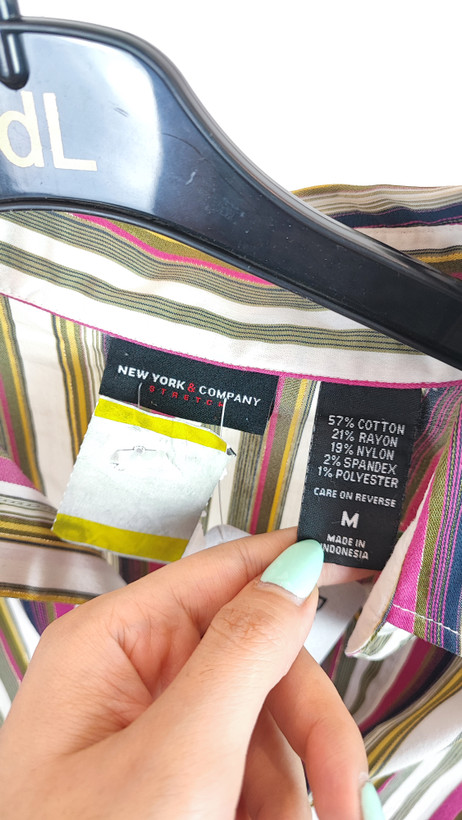 dL
NEW YORK & COMPANY
STRETCH
57% COTTON
21% RAYON
19% NYLON
2% SPANDEX
1% POLYESTER
CARE ON REVERSE
M
MADE IN
INDONESIA